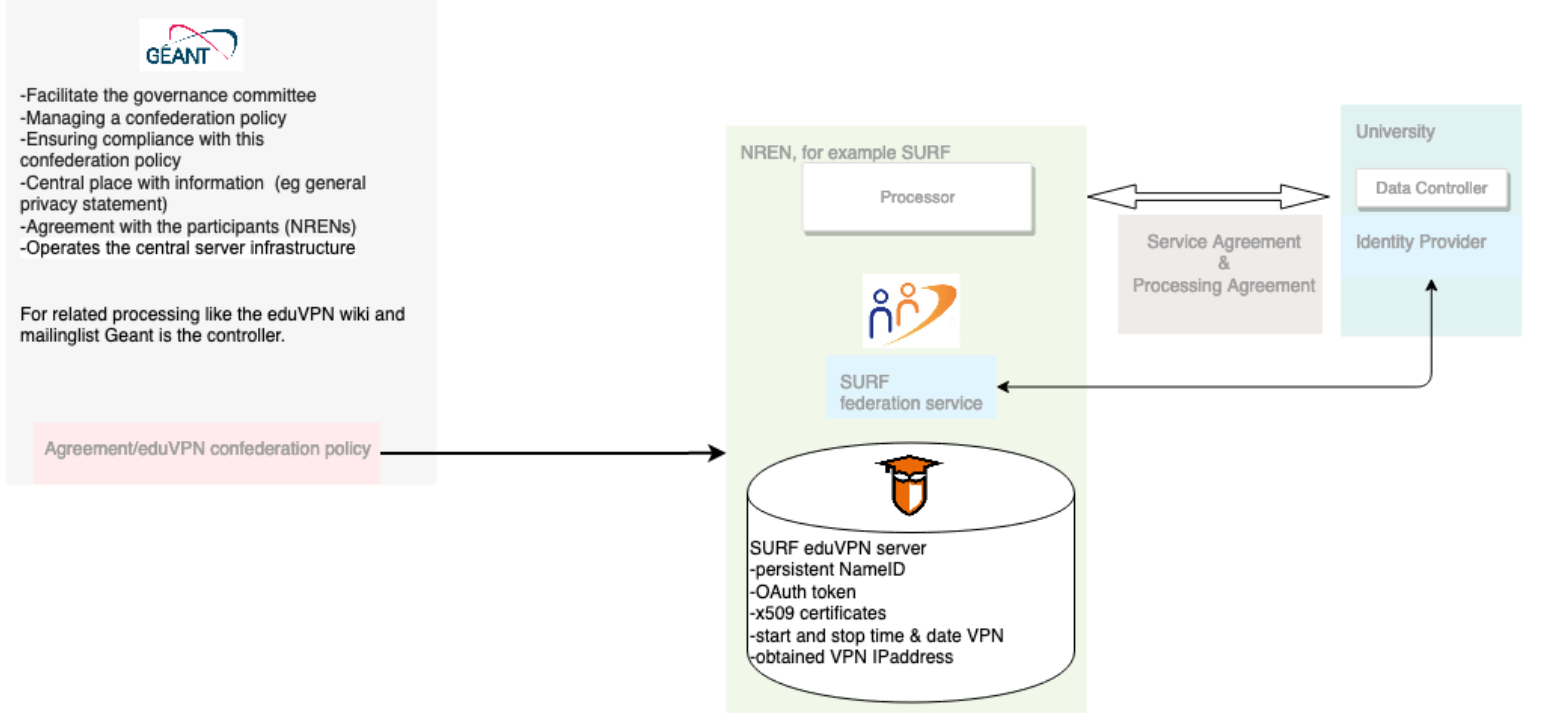 GÉANT
-Facilitate the governance committee
-Managing a confederation policy
-Ensuring compliance with this
confederation policy
-Central place with information  (eg general
privacy statement)
-Agreement with the participants (NRENs)
-Operates the central server infrastructure
For related processing like the eduVPN wiki and
mailinglist Geant is the controller.
Agreement/eduVPN confederation policy
NREN, for example SURF
Processor
SURF
federation service
SURF eduVPN server
-persistent NameID
-OAuth token
-x509 certificates
-start and stop time & date VPN
-obtained VPN IPaddress
Service Agreement
&
Processing Agreement
University
Data Controller
Identity Provider